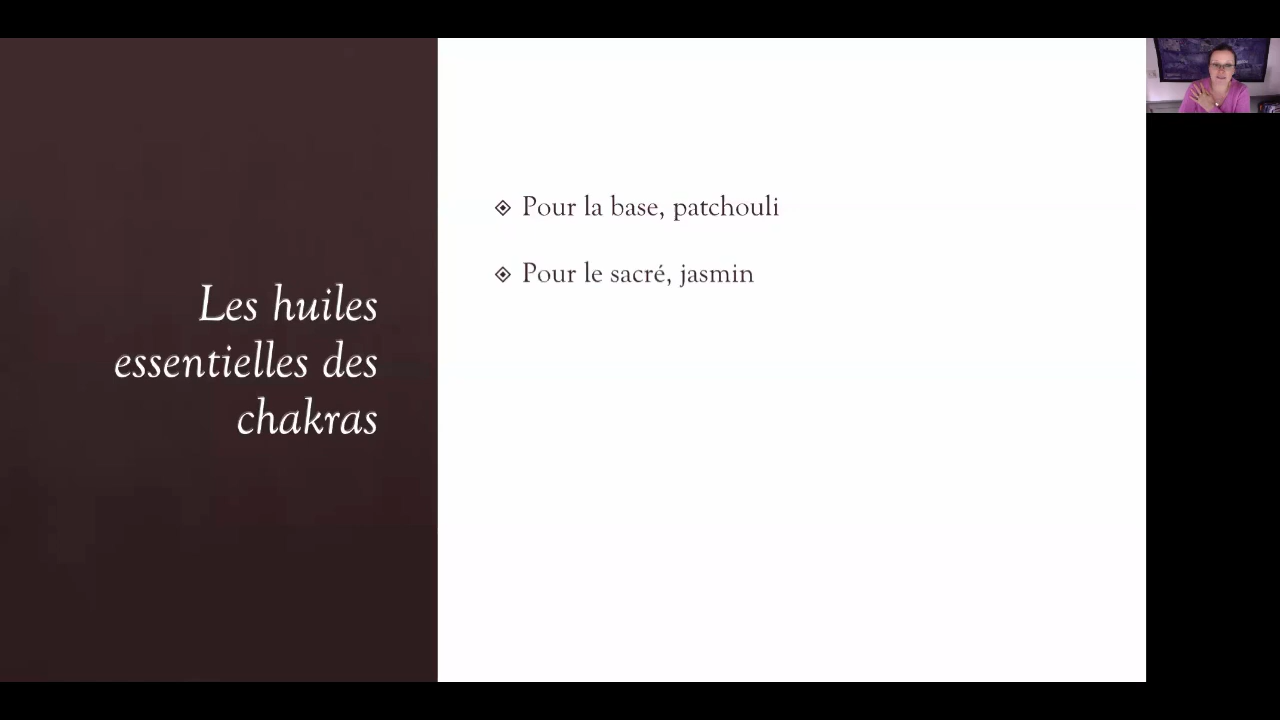 Les huiles
essentielles des
chakras
Pour la base, patchouli
Pour le sacré, jasmin